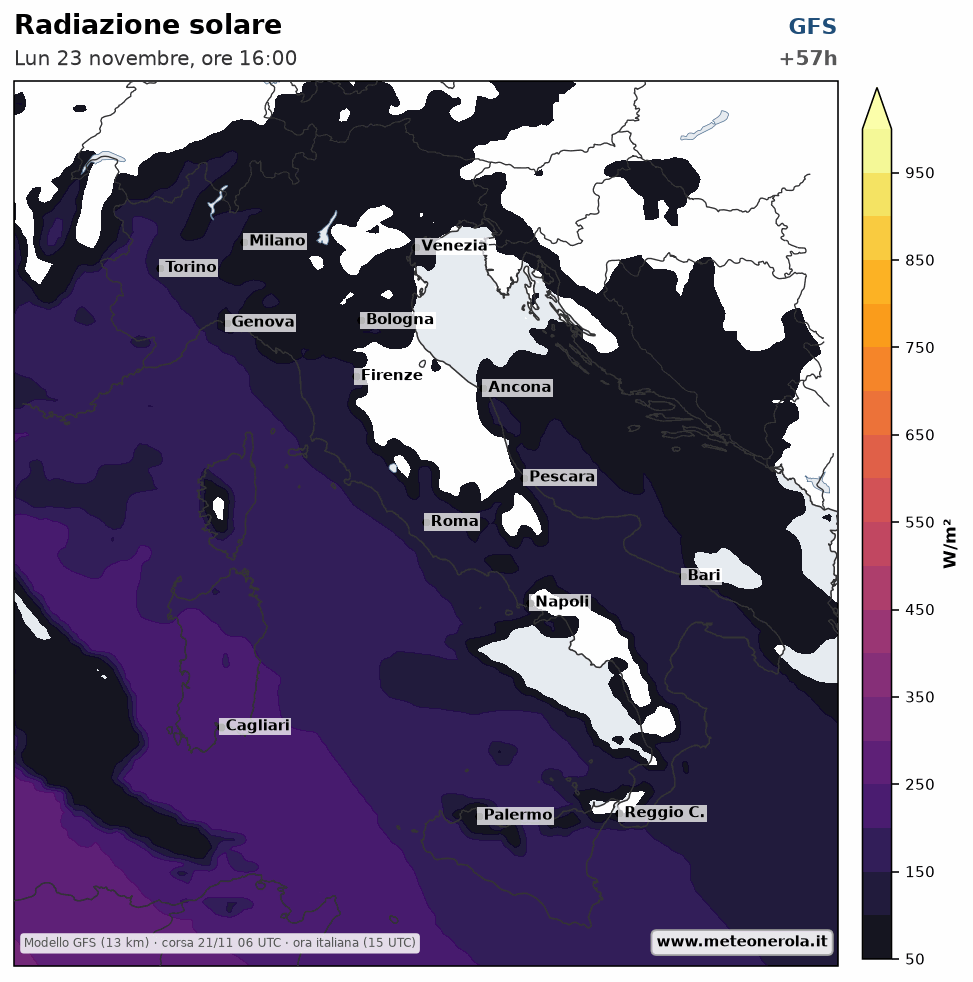 Radiazione solare
GFS
Lun 23 novembre, ore 16:00
+57h
Milano
Venezia
Torino
Genova
Bologna
Firenze
Ancona
Pescara
Roma
Bari
Napoli
Cagliari
Palermo
Reggio C.
950
850
750
650
550
450
350
250
150
50
W/m²
Modello GFS (13 km) · corsa 21/11 06 UTC · ora italiana (15 UTC)
www.meteonerola.it